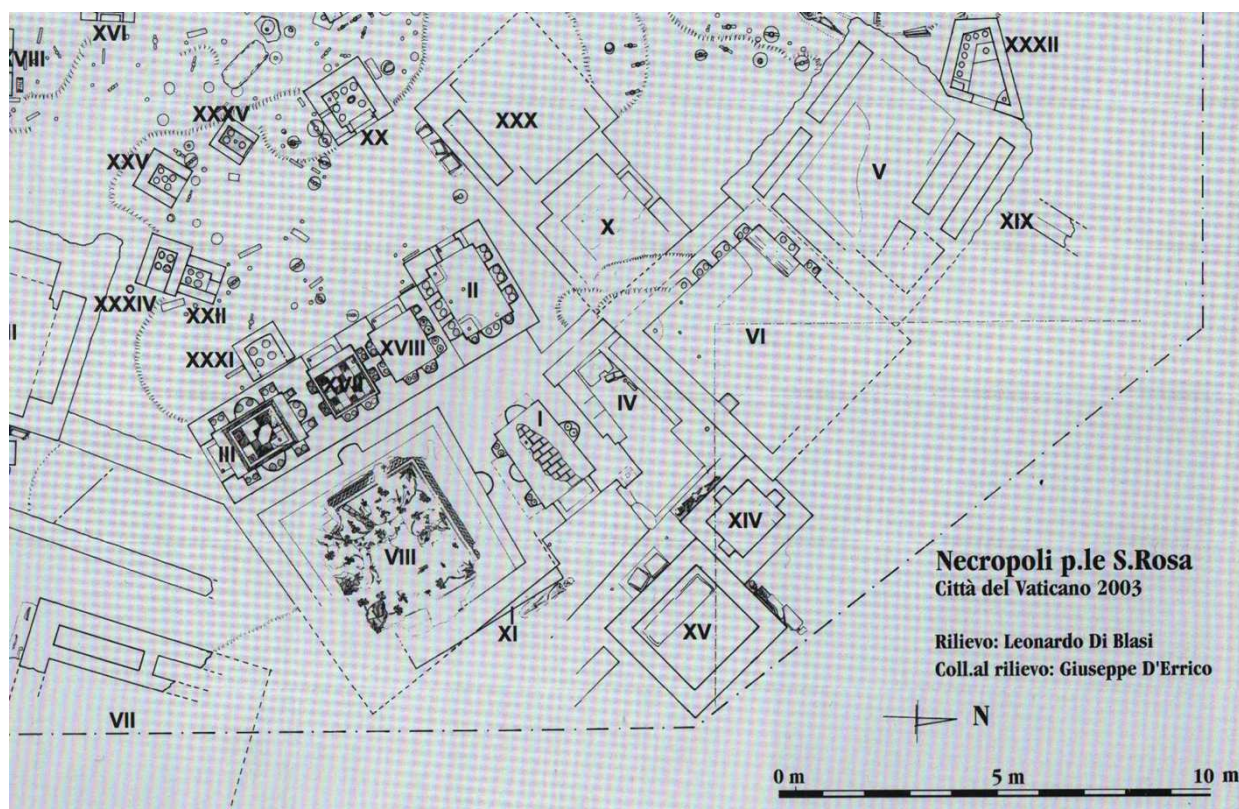 XVI
XXXII
XVIII
XXXV
XXX
XX
XXV
V
X
XIX
II
XXXIV
XXII
XVIII
VI
XXXI
XVII
IV
I
III
VIII
XIV
XV
XI
VII
Necropoli p.le S.Rosa
Città del Vaticano 2003
Rilievo: Leonardo Di Blasi
Coll.al rilievo: Giuseppe D'Errico
N
0 m 5 m 10 m